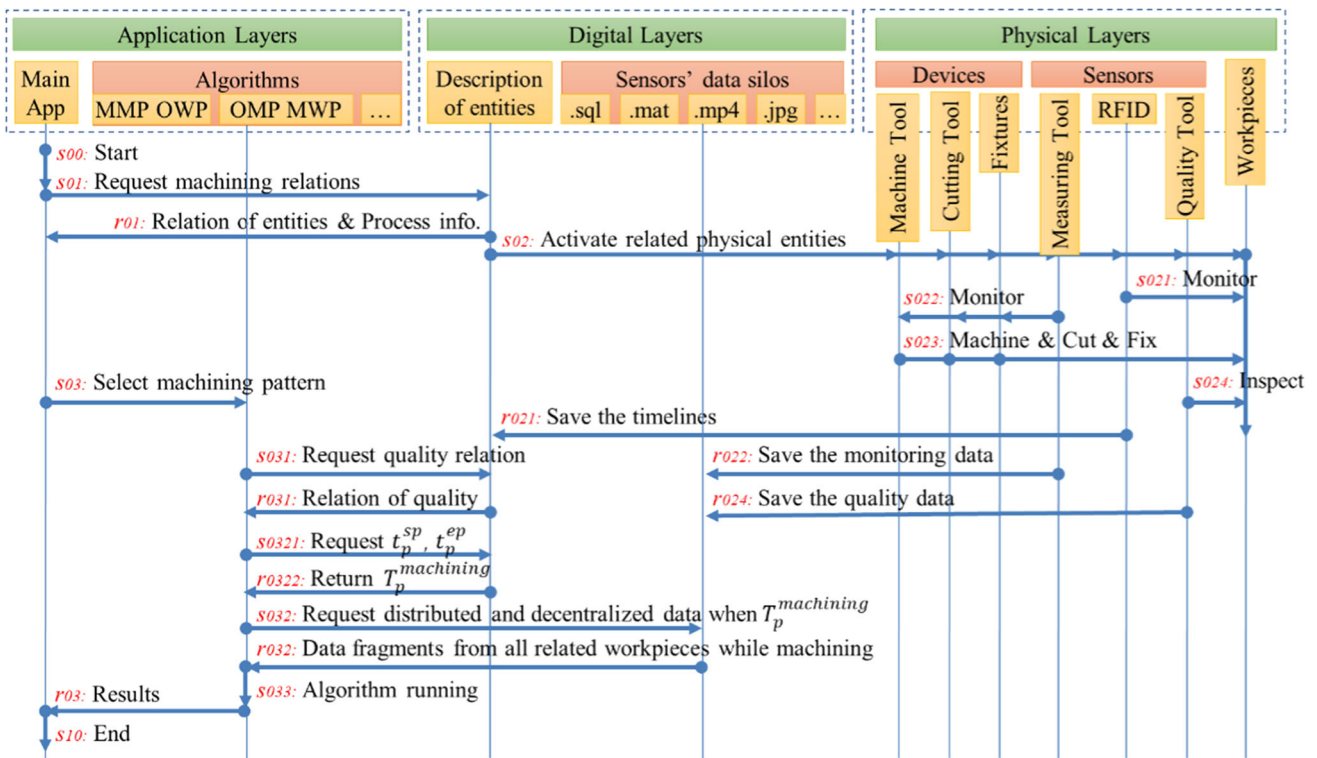 Application Layers
Digital Layers
Physical Layers
Main
App
Algorithms
MMP OWP
OMP MWP
...
Description
of entities
Sensors' data silos
.sql
.mat
.mp4
.jpg
...
Devices
Sensors
Machine Tool
Cutting Tool
Fixtures
Measuring Tool
RFID
Quality Tool
Workpieces
s00: Start
s01: Request machining relations
r01: Relation of entities & Process info.
s02: Activate related physical entities
s021: Monitor
s022: Monitor
s023: Machine & Cut & Fix
s03: Select machining pattern
s024: Inspect
r021: Save the timelines
s031: Request quality relation
r022: Save the monitoring data
r031: Relation of quality
r024: Save the quality data
s0321: Request t_p^{sp}, t_p^{ep}
r0322: Return T_p^{machining}
s032: Request distributed and decentralized data when T_p^{machining}
r032: Data fragments from all related workpieces while machining
s033: Algorithm running
r03: Results
s10: End